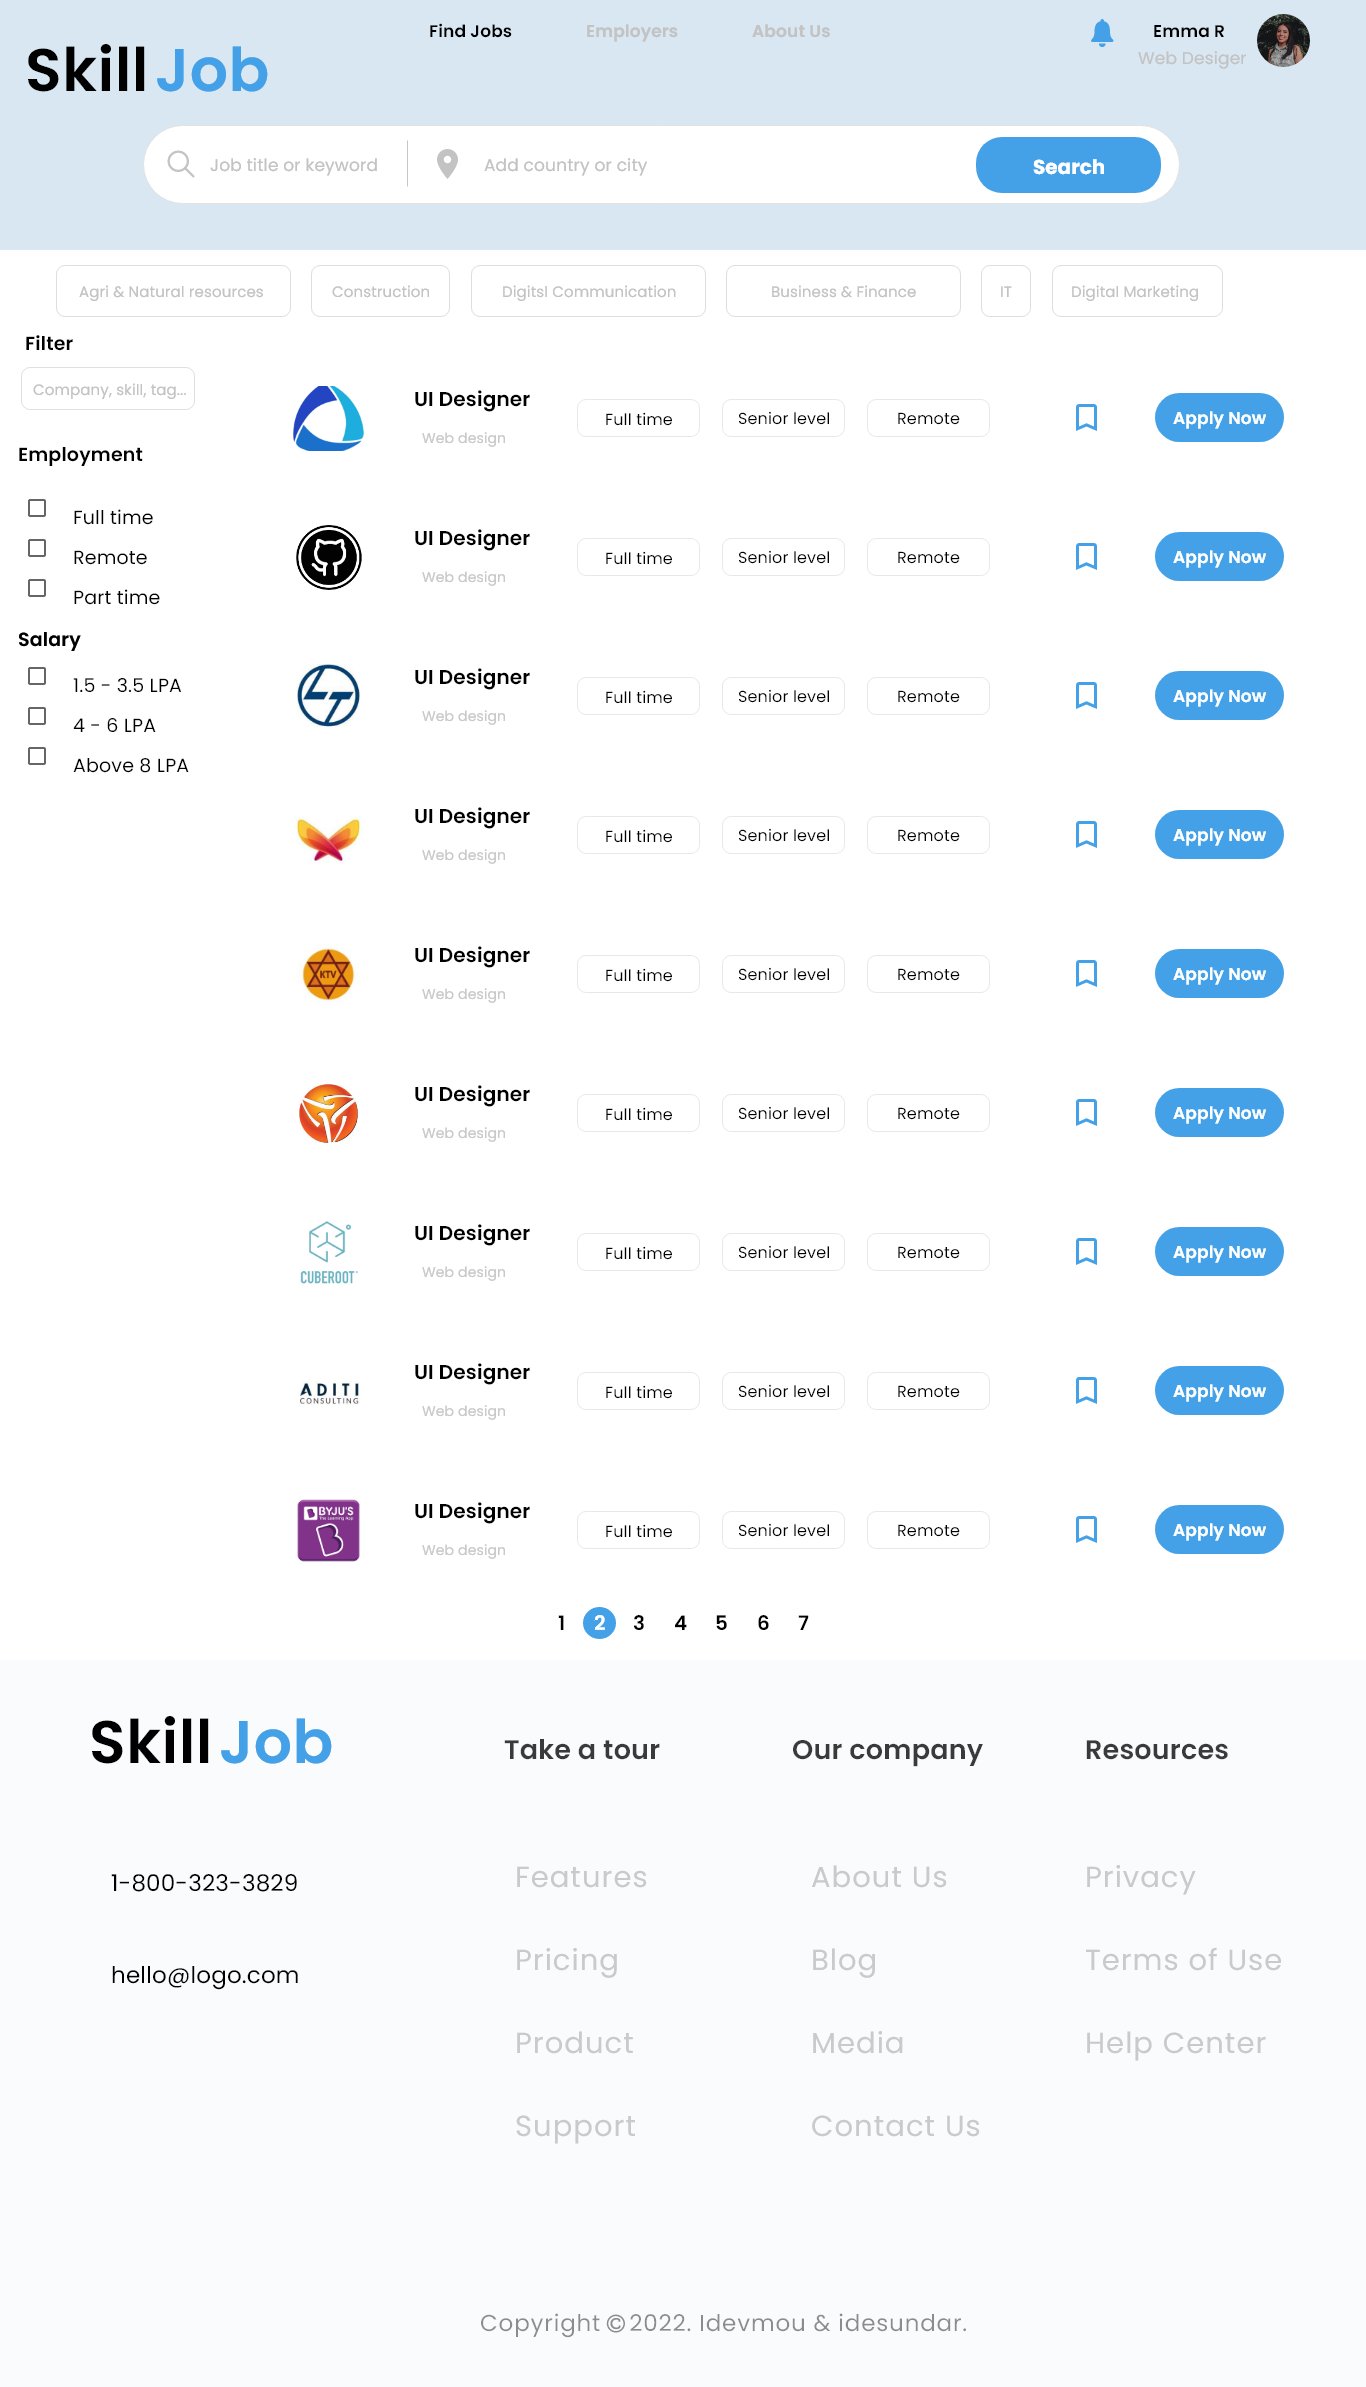 Find Jobs Employers About Us
Emma R
Web Desiger
Skill Job
Job title or keyword Add country or city Search
Agri & Natural resources Construction Digitsl Communication Business & Finance IT Digital Marketing
Filter
Company, skill, tag...
Employment
Full time
Remote
Part time
Salary
1.5 - 3.5 LPA
4 - 6 LPA
Above 8 LPA
UI Designer
Web design
Full time Senior level Remote Apply Now
UI Designer
Web design
Full time Senior level Remote Apply Now
LT
UI Designer
Web design
Full time Senior level Remote Apply Now
UI Designer
Web design
Full time Senior level Remote Apply Now
KTV
UI Designer
Web design
Full time Senior level Remote Apply Now
UI Designer
Web design
Full time Senior level Remote Apply Now
CUBEROOT
UI Designer
Web design
Full time Senior level Remote Apply Now
ADITI
CONSULTING
UI Designer
Web design
Full time Senior level Remote Apply Now
BYJU'S
The Learning App
B
UI Designer
Web design
Full time Senior level Remote Apply Now
1 2 3 4 5 6 7
Skill Job
1-800-323-3829
hello@logo.com
Take a tour
Features
Pricing
Product
Support
Our company
About Us
Blog
Media
Contact Us
Resources
Privacy
Terms of Use
Help Center
Copyright © 2022. Idevmou & idesundar.